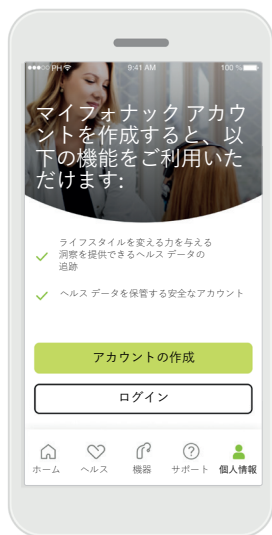 PH
9:41 AM
100 %
マイフォナック アカウ
ントを作成すると、以
下の機能をご利用いた
だけます:
ライフスタイルを変える力を与える
洞察を提供できるヘルス データの
追跡
ヘルス データを保管する安全なアカウント
アカウントの作成
ログイン
ホーム ヘルス 機器 サポート 個人情報